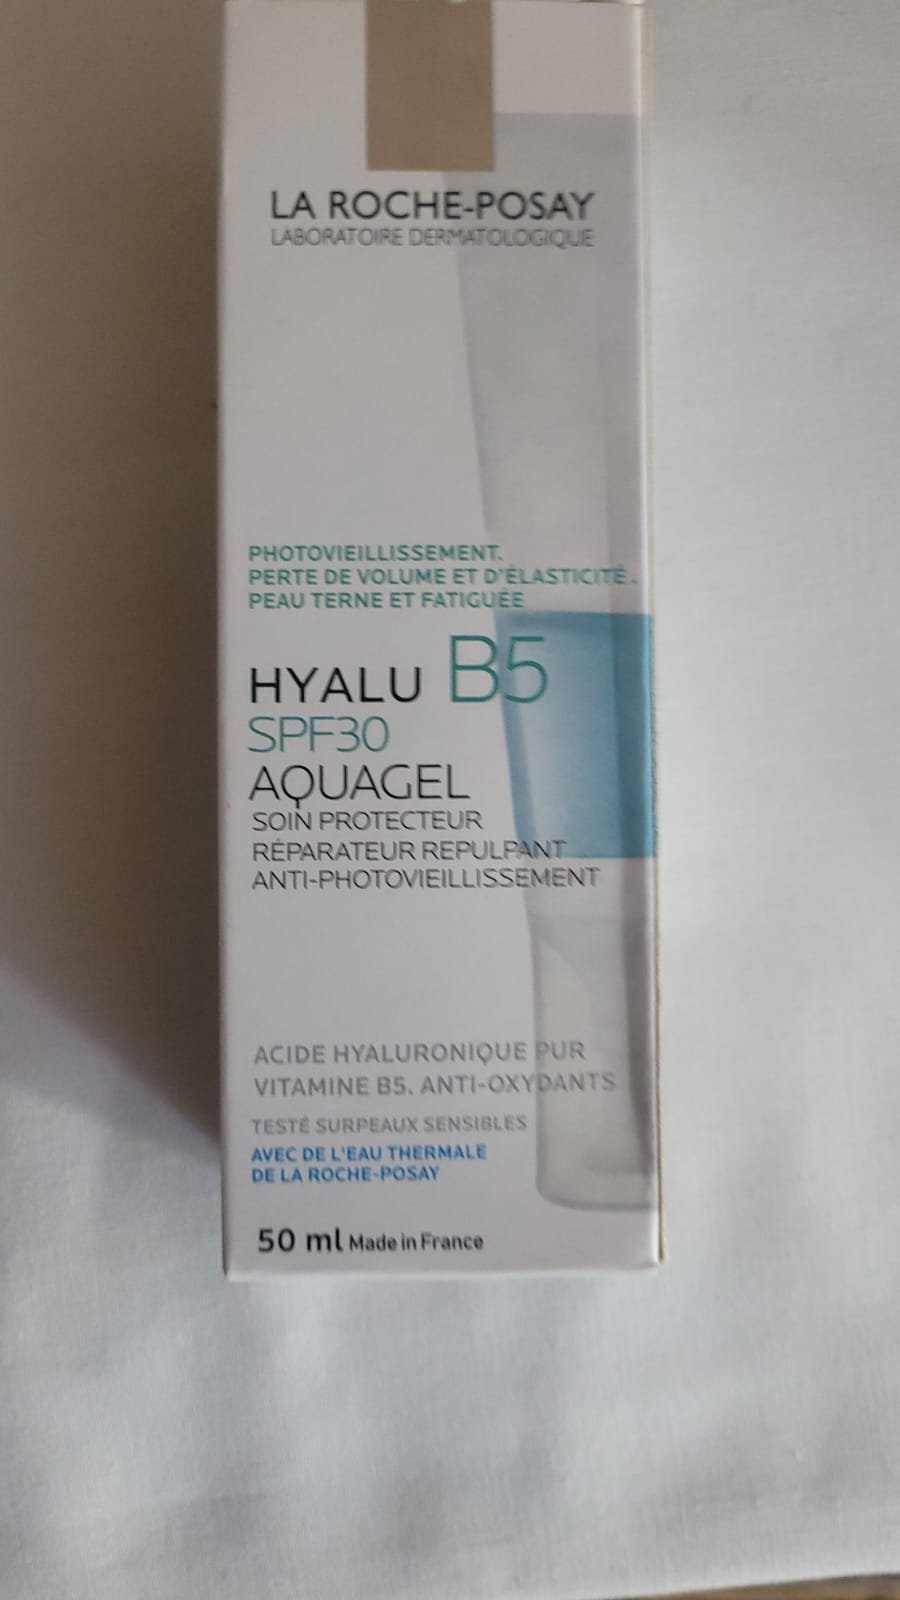 LA ROCHE-POSAY
LABORATOIRE DERMATOLOGIQUE
PHOTOVIEILLISSEMENT.
PERTE DE VOLUME ET D'ÉLASTICITÉ.
PEAU TERNE ET FATIGUÉE
HYALU B5
SPF30
AQUAGEL
SOIN PROTECTEUR
RÉPARATEUR REPULPANT
ANTI-PHOTOVIEILLISSEMENT
ACIDE HYALURONIQUE PUR
VITAMINE B5. ANTI-OXYDANTS
TESTÉ SUR PEAUX SENSIBLES
AVEC DE L'EAU THERMALE
DE LA ROCHE-POSAY
50 ml Made in France